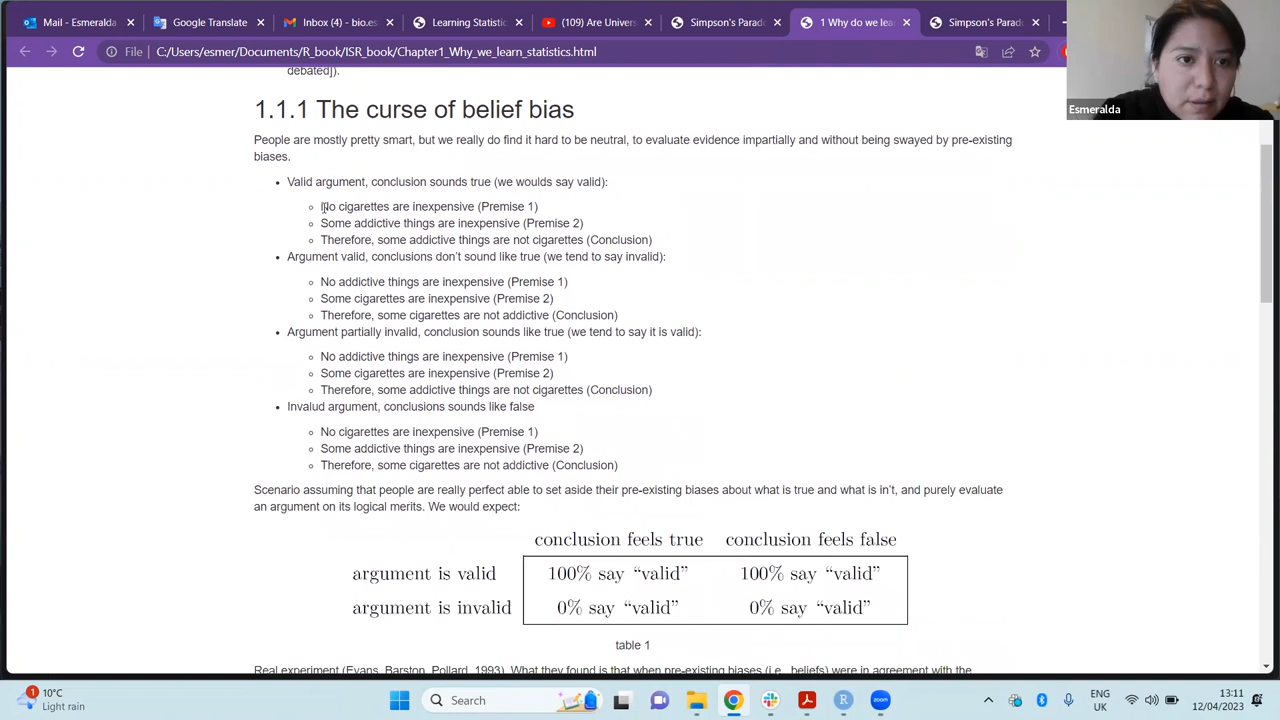 Mail - Esmeralda
Google Translate
Inbox (4) - bio.es
Learning Statistic
(109) Are Univer
Simpson's Parad
1 Why do we lea
Simpson's Parad
File C:/Users/esmer/Documents/R_book/ISR_book/Chapter1_Why_we_learn_statistics.html
Esmeralda
debated]).
1.1.1 The curse of belief bias
People are mostly pretty smart, but we really do find it hard to be neutral, to evaluate evidence impartially and without being swayed by pre-existing
biases.
Valid argument, conclusion sounds true (we woulds say valid):
No cigarettes are inexpensive (Premise 1)
Some addictive things are inexpensive (Premise 2)
Therefore, some addictive things are not cigarettes (Conclusion)
Argument valid, conclusions don't sound like true (we tend to say invalid):
No addictive things are inexpensive (Premise 1)
Some cigarettes are inexpensive (Premise 2)
Therefore, some cigarettes are not addictive (Conclusion)
Argument partially invalid, conclusion sounds like true (we tend to say it is valid):
No addictive things are inexpensive (Premise 1)
Some cigarettes are inexpensive (Premise 2)
Therefore, some addictive things are not cigarettes (Conclusion)
Invalud argument, conclusions sounds like false
No cigarettes are inexpensive (Premise 1)
Some addictive things are inexpensive (Premise 2)
Therefore, some cigarettes are not addictive (Conclusion)
Scenario assuming that people are really perfect able to set aside their pre-existing biases about what is true and what is in't, and purely evaluate
an argument on its logical merits. We would expect:
conclusion feels true conclusion feels false
argument is valid 100% say “valid” 100% say “valid”
argument is invalid 0% say “valid” 0% say “valid”
table 1
Real experiment (Evans, Barston, Pollard, 1993). What they found is that when pre-existing biases (i.e., beliefs) were in agreement with the
1
10°C
Light rain
Search
zoom
ENG
UK
13:11
12/04/2023